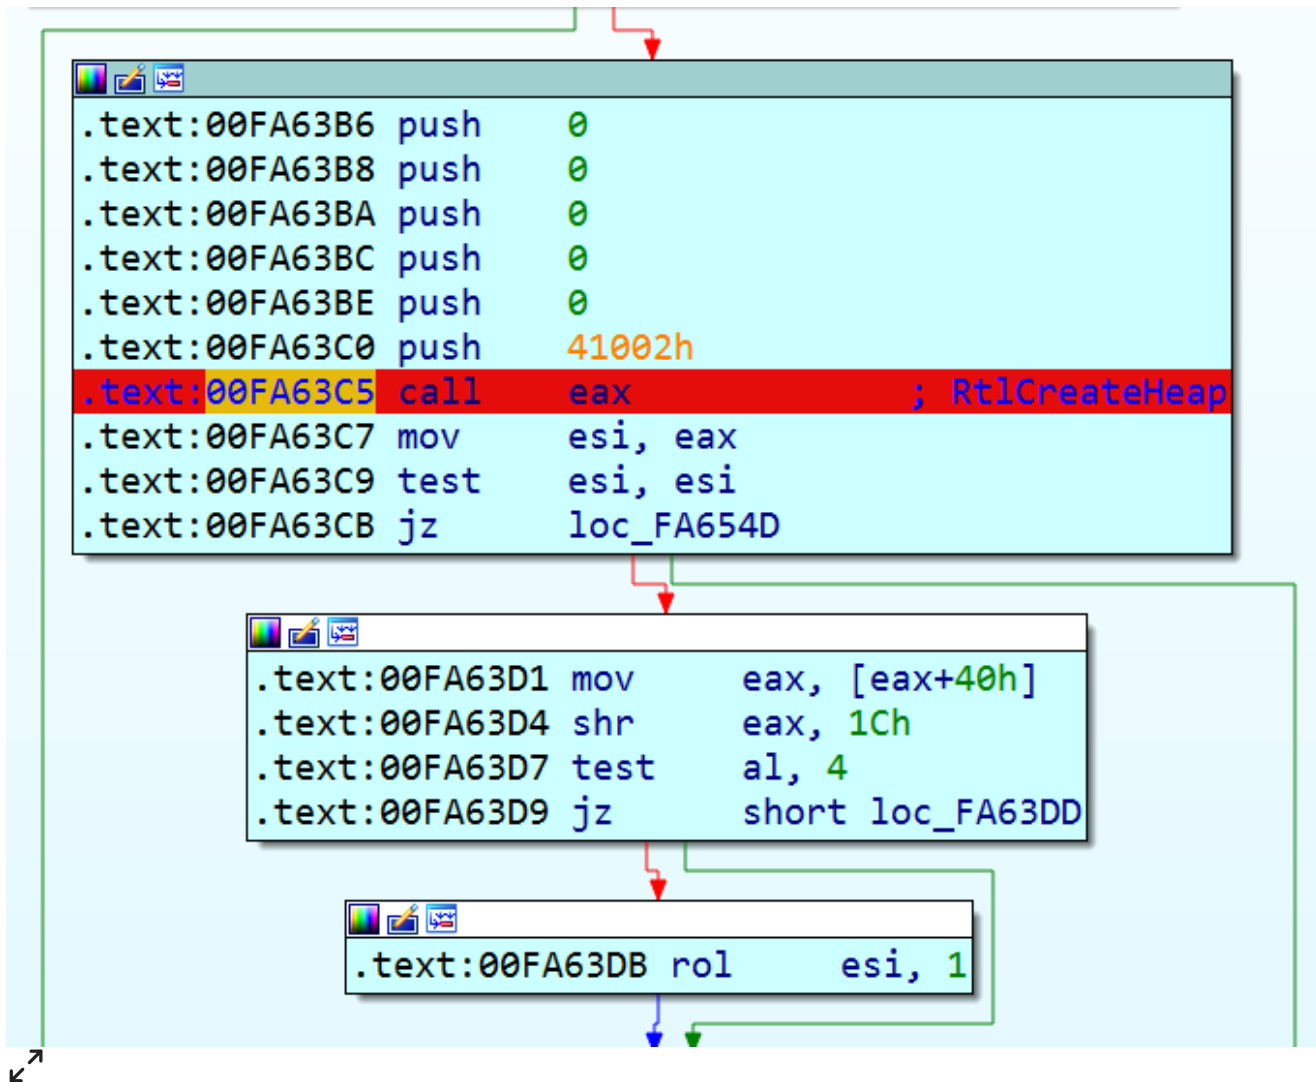 .text:00FA63B6 push 0
.text:00FA63B8 push 0
.text:00FA63BA push 0
.text:00FA63BC push 0
.text:00FA63BE push 0
.text:00FA63C0 push 41002h
.text:00FA63C5 call eax ; RtlCreateHeap
.text:00FA63C7 mov esi, eax
.text:00FA63C9 test esi, esi
.text:00FA63CB jz loc_FA654D
.text:00FA63D1 mov eax, [eax+40h]
.text:00FA63D4 shr eax, 1Ch
.text:00FA63D7 test al, 4
.text:00FA63D9 jz short loc_FA63DD
.text:00FA63DB rol esi, 1